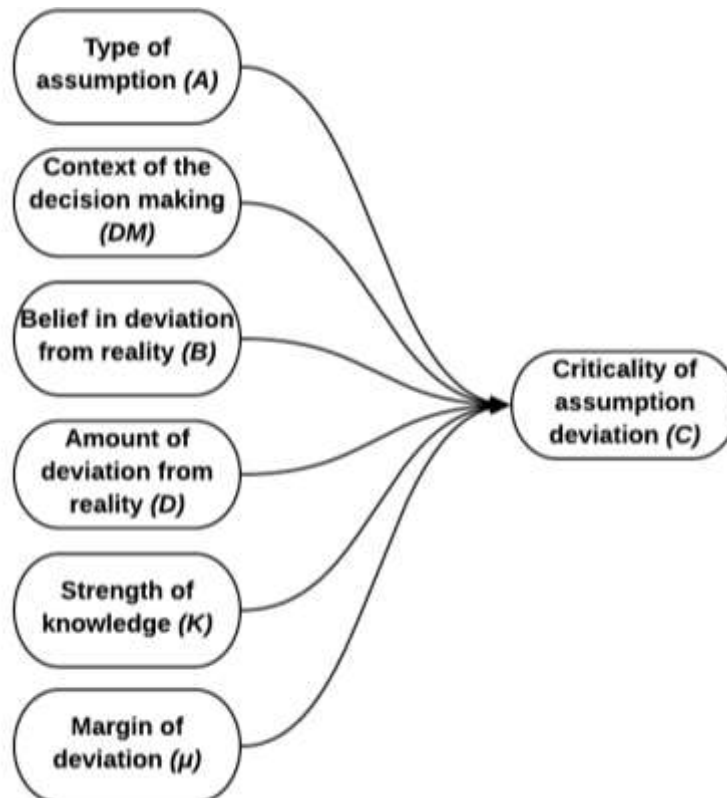 Type of
assumption (A)
Context of the
decision making
(DM)
Belief in deviation
from reality (B)
Amount of
deviation from
reality (D)
Strength of
knowledge (K)
Margin of
deviation (μ)
Criticality of
assumption
deviation (C)